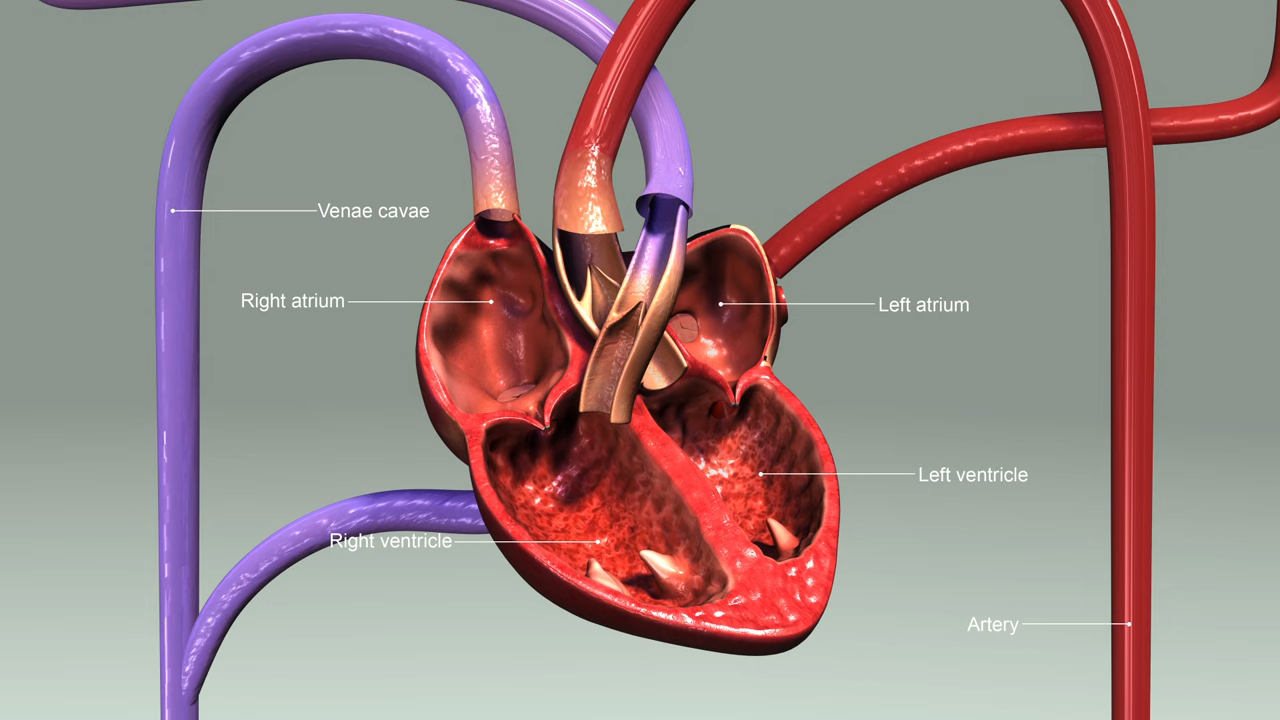 Venae cavae
Right atrium
Left atrium
Left ventricle
Right ventricle
Artery